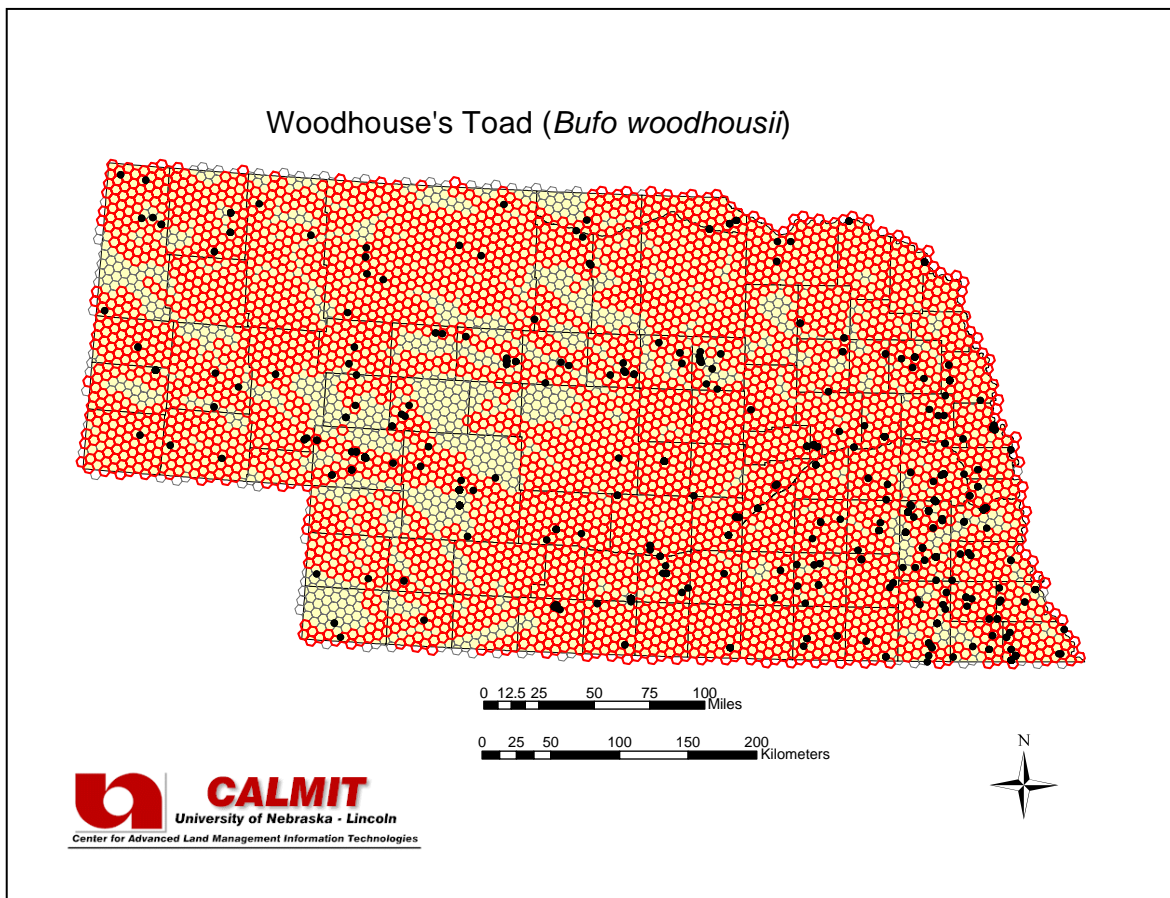 Woodhouse's Toad (Bufo woodhousii)
0 12.5 25 50 75 100
Miles
0 25 50 100 150 200
Kilometers
N
CALMIT
University of Nebraska - Lincoln
Center for Advanced Land Management Information Technologies